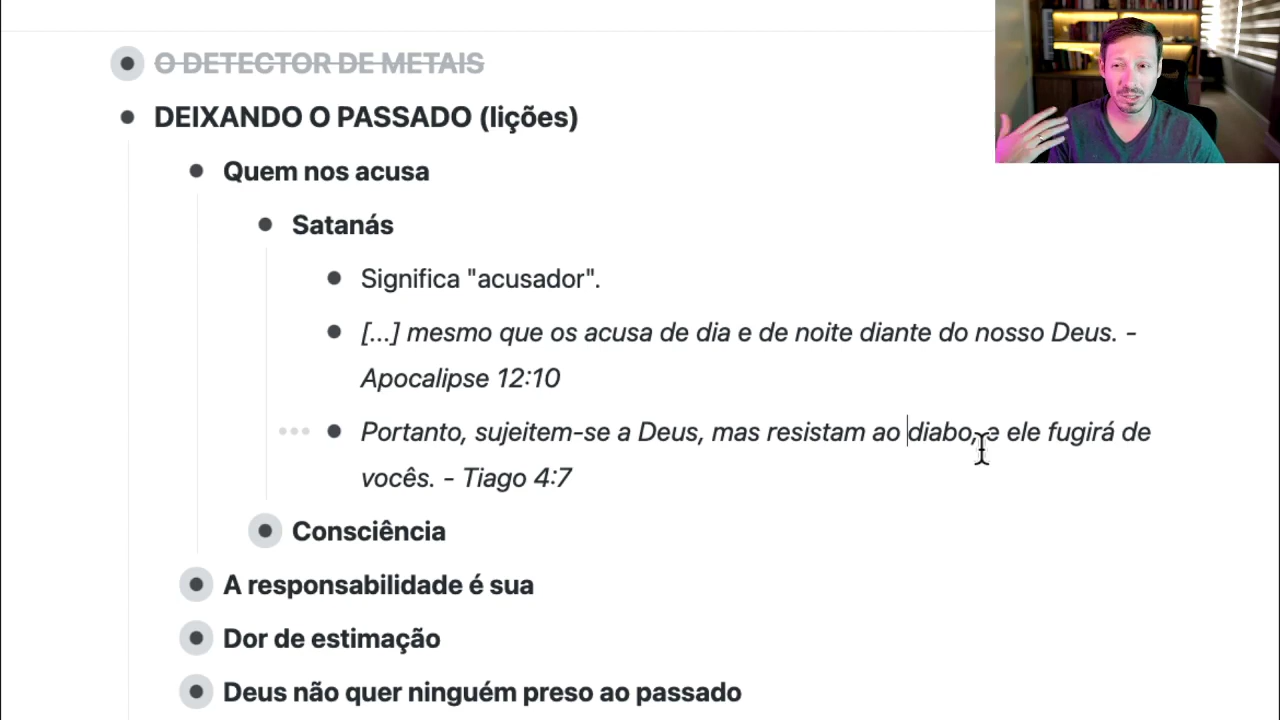 O DETECTOR DE METAIS
DEIXANDO O PASSADO (lições)
Quem nos acusa
Satanás
Significa "acusador".
[...] mesmo que os acusa de dia e de noite diante do nosso Deus. -
Apocalipse 12:10
Portanto, sujeitem-se a Deus, mas resistam ao diabo, e ele fugirá de
vocês. - Tiago 4:7
Consciência
A responsabilidade é sua
Dor de estimação
Deus não quer ninguém preso ao passado